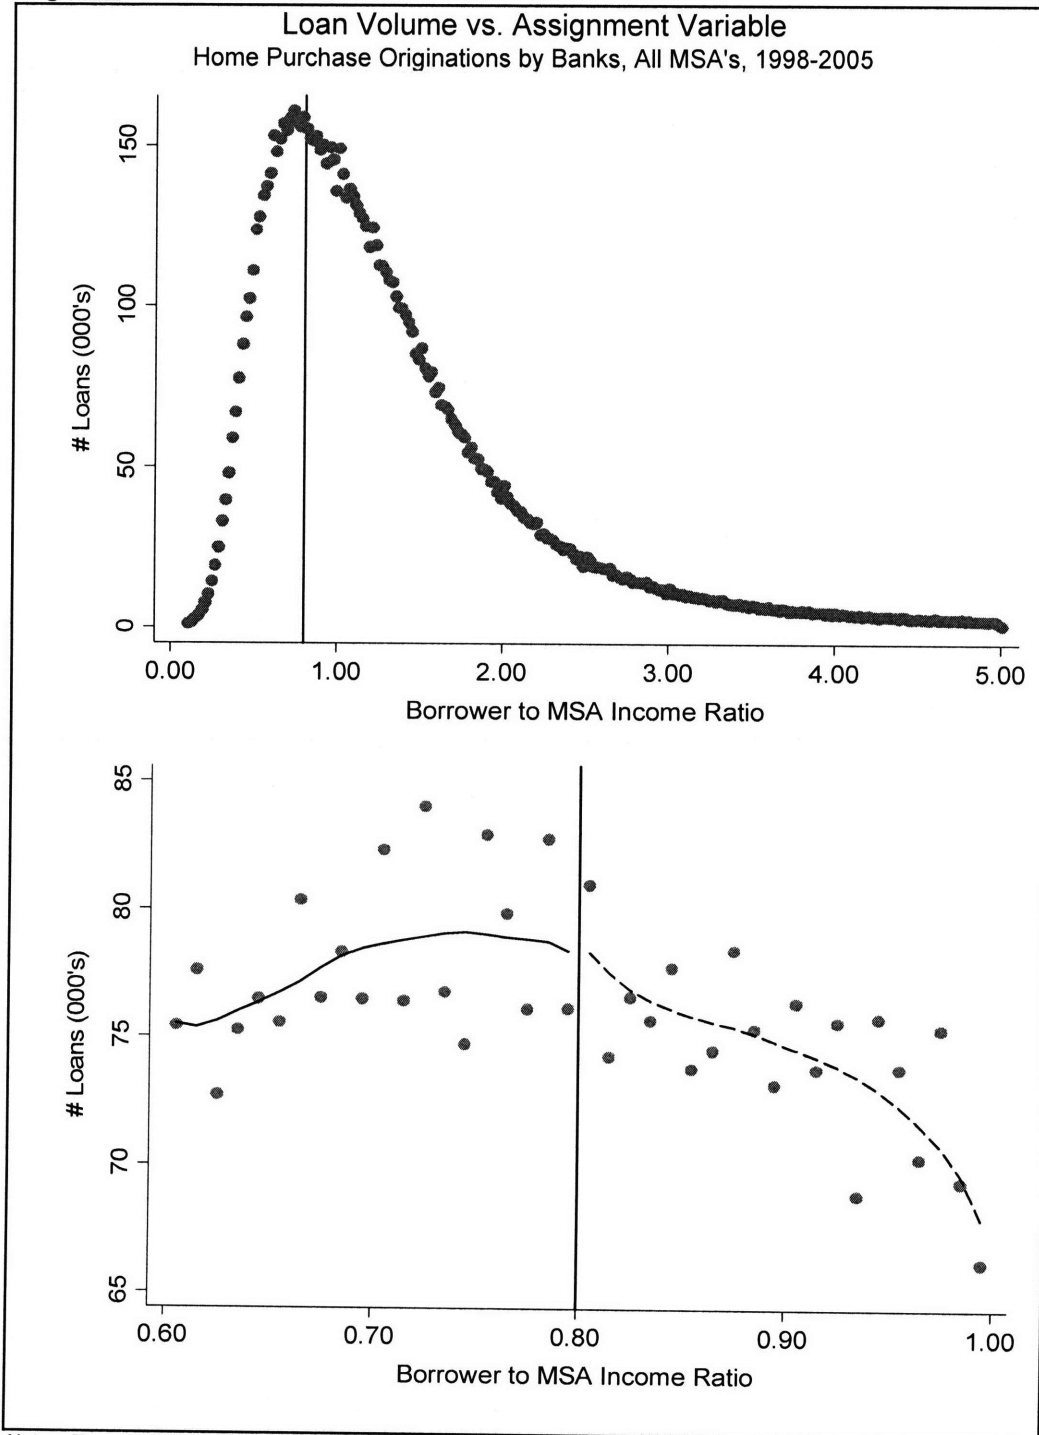 Loan Volume vs. Assignment Variable
Home Purchase Originations by Banks, All MSA's, 1998-2005
# Loans (000's)
150
100
50
0
0.00 1.00 2.00 3.00 4.00 5.00
Borrower to MSA Income Ratio
# Loans (000's)
85
80
75
70
65
0.60 0.70 0.80 0.90 1.00
Borrower to MSA Income Ratio